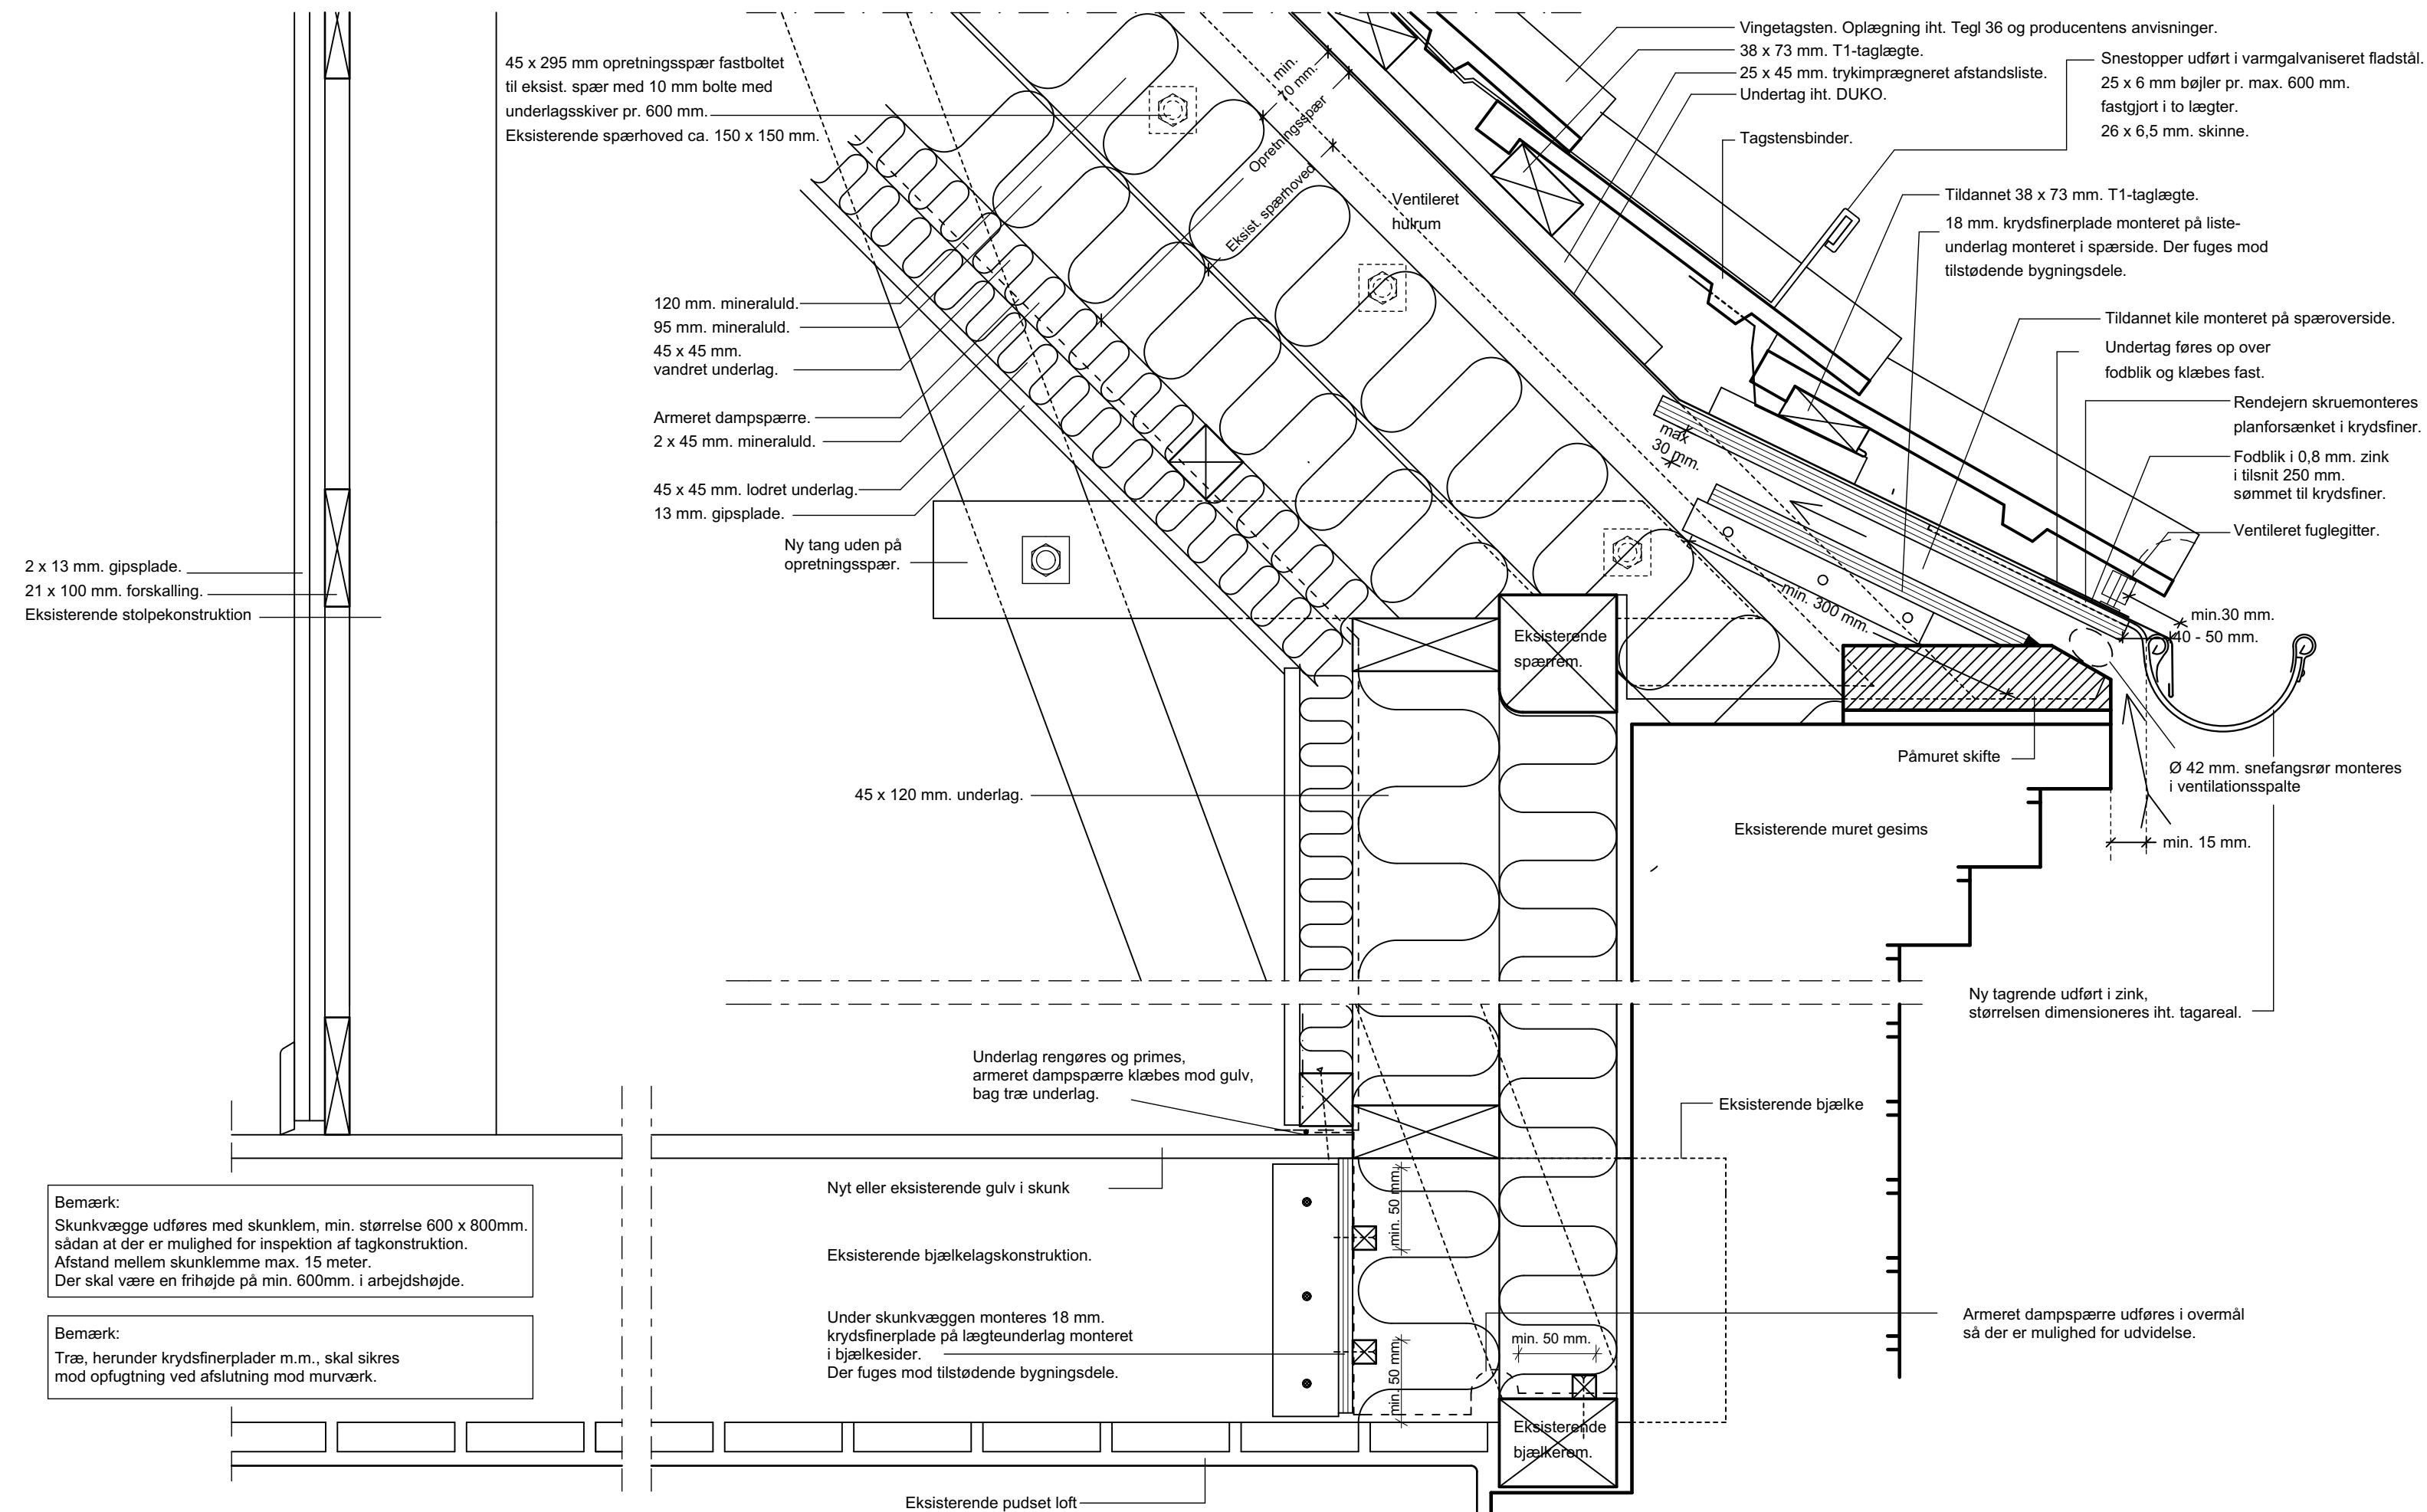 45 x 295 mm opretningsspær fastboltet
til eksist. spær med 10 mm bolte med
underlagsskiver pr. 600 mm.
Eksisterende spærhoved ca. 150 x 150 mm.
min.
70 mm.
Opretningsspær
Eksist. spærhoved
Ventileret
hulrum
Vingetagsten. Oplægning iht. Tegl 36 og producentens anvisninger.
38 x 73 mm. T1-taglægte.
25 x 45 mm. trykimprægneret afstandsliste.
Undertag iht. DUKO.
Tagstensbinder.
Snestopper udført i varmgalvaniseret fladstål.
25 x 6 mm bøjler pr. max. 600 mm.
fastgjort i to lægter.
26 x 6,5 mm. skinne.
Tildannet 38 x 73 mm. T1-taglægte.
18 mm. krydsfinerplade monteret på liste-
underlag monteret i spærside. Der fuges mod
tilstødende bygningsdele.
Tildannet kile monteret på spæroverside.
Undertag føres op over
fodblik og klæbes fast.
Rendejern skruemonteres
planforsænket i krydsfiner.
Fodblik i 0,8 mm. zink
i tilsnit 250 mm.
sømmet til krydsfiner.
Ventileret fuglegitter.
120 mm. mineraluld.
95 mm. mineraluld.
45 x 45 mm.
vandret underlag.
Armeret dampspærre.
2 x 45 mm. mineraluld.
45 x 45 mm. lodret underlag.
13 mm. gipsplade.
Ny tang uden på
opretningsspær.
2 x 13 mm. gipsplade.
21 x 100 mm. forskalling.
Eksisterende stolpekonstruktion
max
30 mm.
min. 300 mm.
min.30 mm.
40 - 50 mm.
Eksisterende
spærrem.
Påmuret skifte
Ø 42 mm. snefangsrør monteres
i ventilationsspalte
45 x 120 mm. underlag.
Eksisterende muret gesims
min. 15 mm.
Ny tagrende udført i zink,
størrelsen dimensioneres iht. tagareal.
Underlag rengøres og primes,
armeret dampspærre klæbes mod gulv,
bag træ underlag.
Eksisterende bjælke
Nyt eller eksisterende gulv i skunk
min. 50 mm.
Bemærk:
Skunkvægge udføres med skunklem, min. størrelse 600 x 800mm.
sådan at der er mulighed for inspektion af tagkonstruktion.
Afstand mellem skunklemme max. 15 meter.
Der skal være en frihøjde på min. 600mm. i arbejdshøjde.
Eksisterende bjælkelagskonstruktion.
Under skunkvæggen monteres 18 mm.
krydsfinerplade på lægteunderlag monteret
i bjælkesider.
Der fuges mod tilstødende bygningsdele.
min. 50 mm.
min. 50 mm.
Armeret dampspærre udføres i overmål
så der er mulighed for udvidelse.
Bemærk:
Træ, herunder krydsfinerplader m.m., skal sikres
mod opfugtning ved afslutning mod murværk.
Eksisterende
bjælkerem.
Eksisterende pudset loft